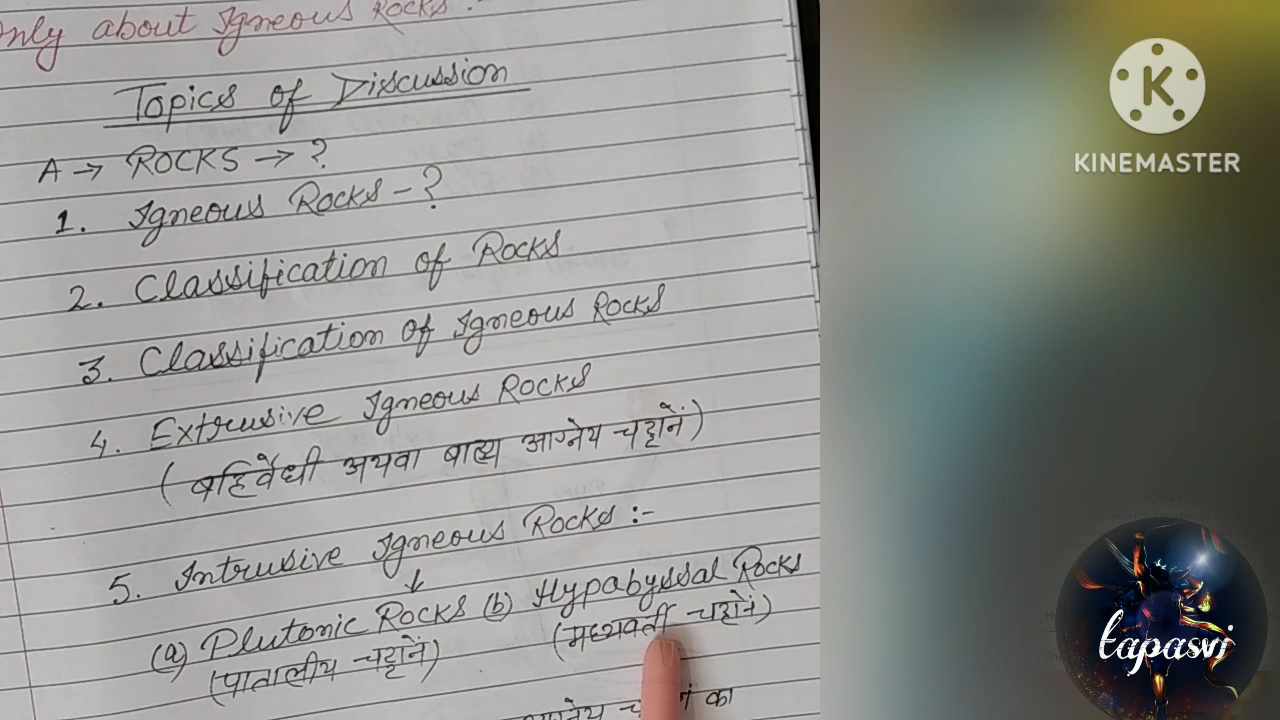 only about Igneous Rocks.
Topics of Discussion
A → ROCKS → ?
1. Igneous Rocks - ?
2. Classification of Rocks
3. Classification of Igneous Rocks
4. Extrusive Igneous Rocks
(बहिर्वेधी अथवा बाह्य आग्नेय चट्टानें)
5. Intrusive Igneous Rocks :-
↓
(a) Plutonic Rocks (b) Hypabyssal Rocks
(पातालीय चट्टानें) (मध्यवर्ती चट्टानें)
का
KINEMASTER
tapasvi